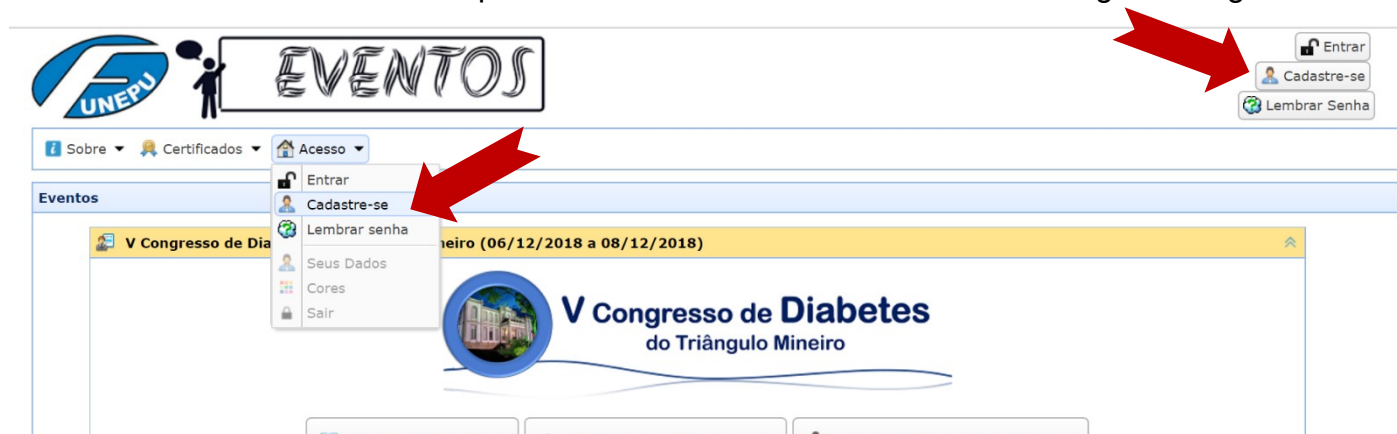 UNEPU
EVENTOS
Entrar
Cadastre-se
Lembrar Senha
Sobre
Certificados
Acesso
Entrar
Cadastre-se
Lembrar senha
Seus Dados
Cores
Sair
Eventos
V Congresso de Dia
neiro (06/12/2018 a 08/12/2018)
V Congresso de Diabetes
do Triângulo Mineiro